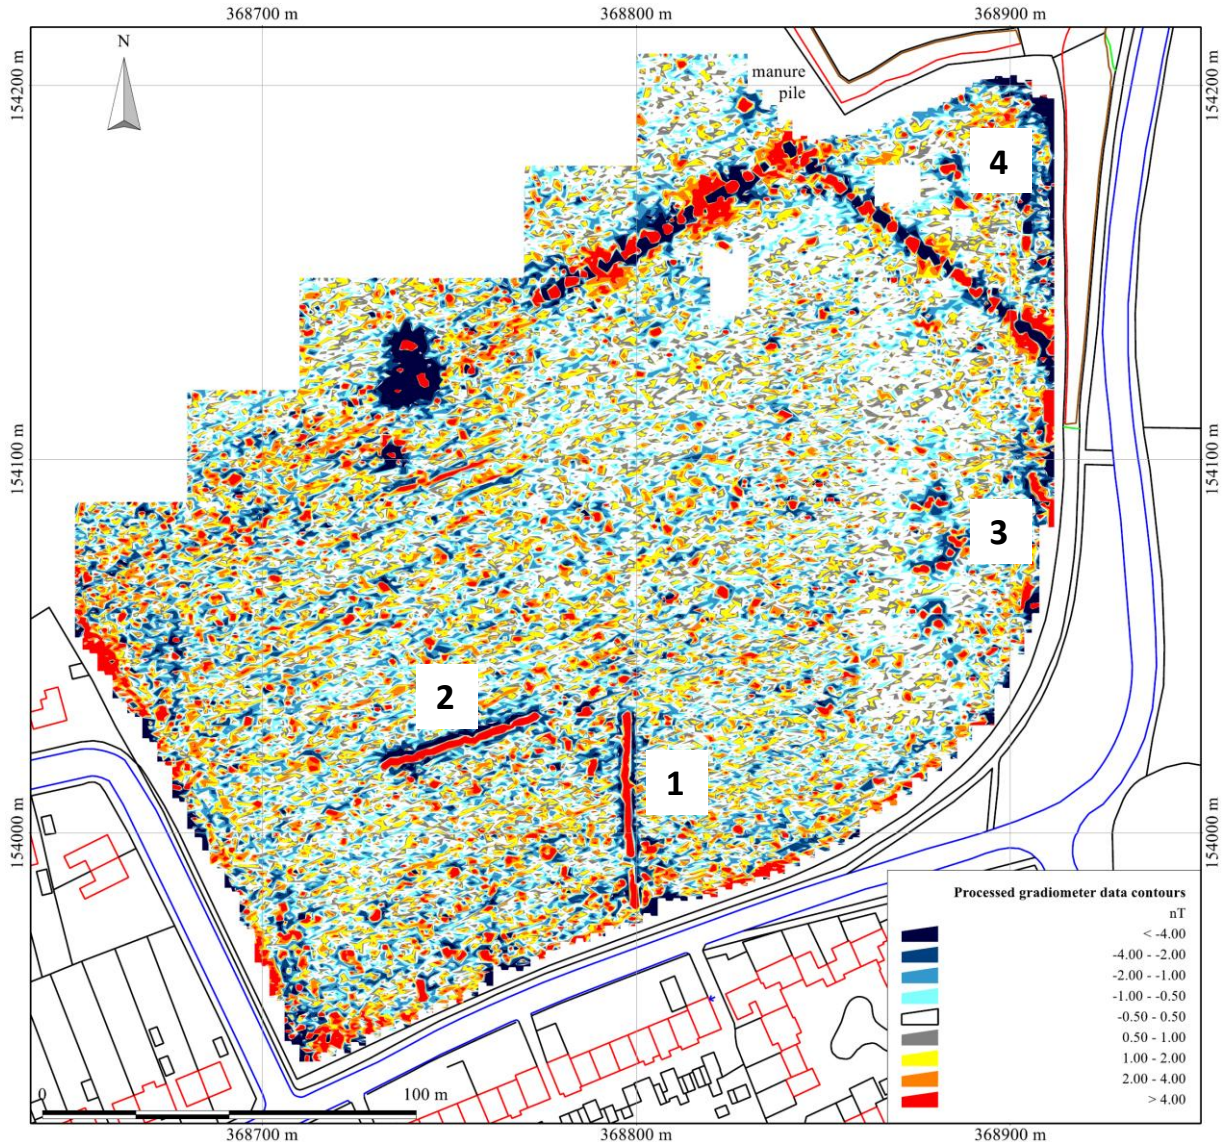 368700 m
368800 m
368900 m
N
154200 m
154200 m
manure
pile
4
154100 m
154100 m
3
2
1
154000 m
154000 m
Processed gradiometer data contours
nT
< -4.00
-4.00 - -2.00
-2.00 - -1.00
-1.00 - -0.50
-0.50 - 0.50
0.50 - 1.00
1.00 - 2.00
2.00 - 4.00
> 4.00
0
100 m
368700 m
368800 m
368900 m